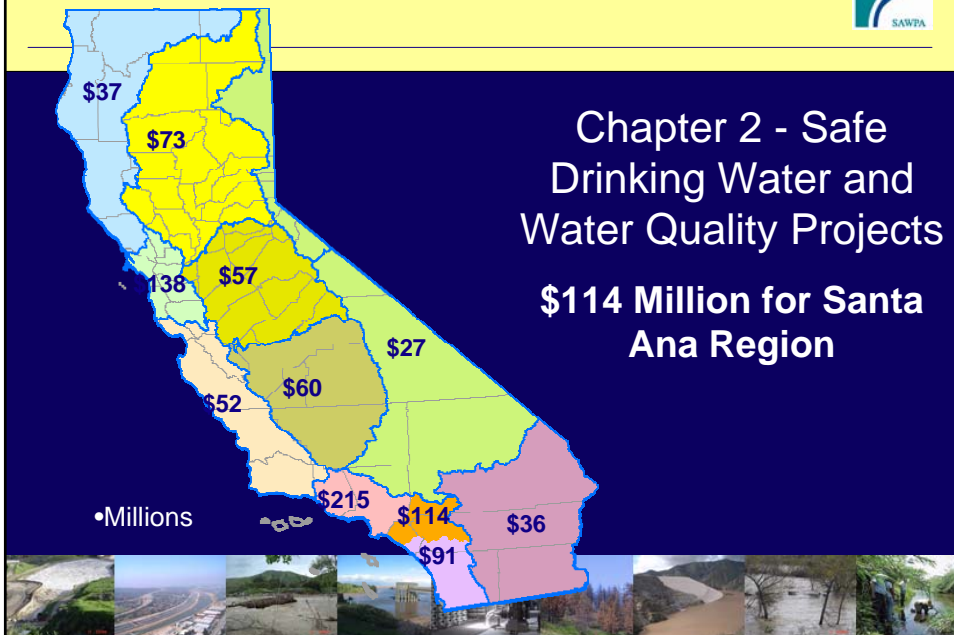 SAWPA
$37
$73
Chapter 2 - Safe
Drinking Water and
Water Quality Projects
$138
$57
$114 Million for Santa
Ana Region
$27
$60
$52
$215
•Millions
$114
$36
$91